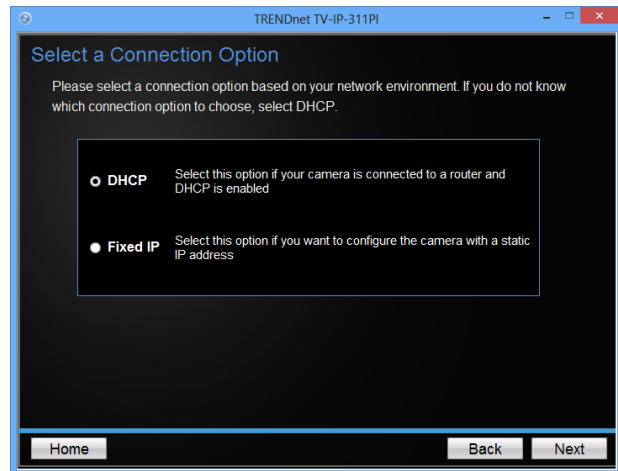 TRENDnet TV-IP-311PI
Select a Connection Option
Please select a connection option based on your network environment. If you do not know
which connection option to choose, select DHCP.
DHCP
Select this option if your camera is connected to a router and
DHCP is enabled
Fixed IP
Select this option if you want to configure the camera with a static
IP address
Home
Back
Next